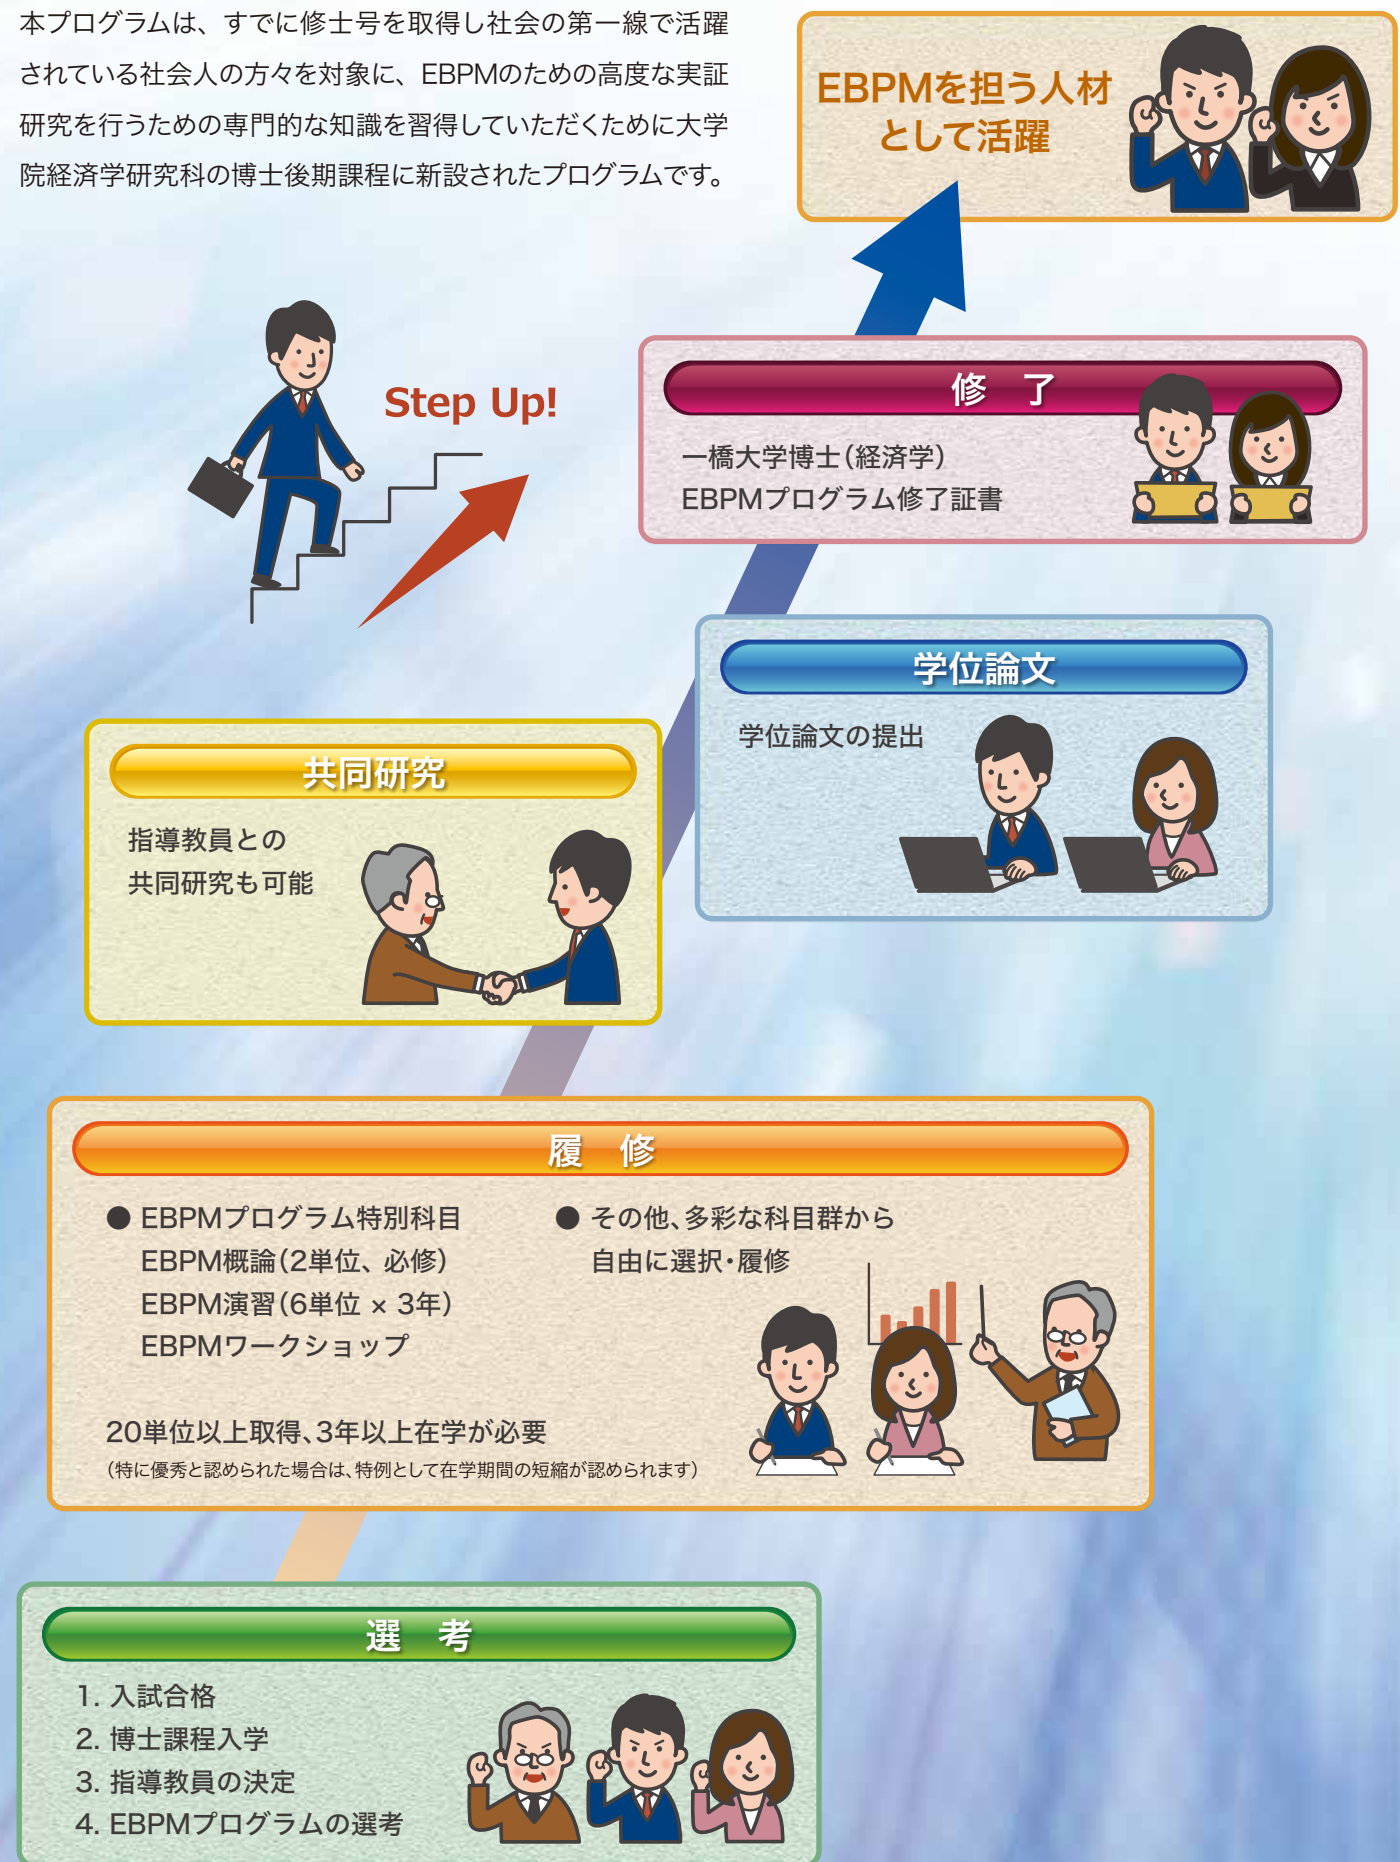 本プログラムは、すでに修士号を取得し社会の第一線で活躍
されている社会人の方々を対象に、EBPMのための高度な実証
研究を行うための専門的な知識を習得していただくために大学
院経済学研究科の博士後期課程に新設されたプログラムです。
EBPMを担う人材
として活躍
Step Up!
修　了
一橋大学博士（経済学）
EBPMプログラム修了証書
学位論文
学位論文の提出
共同研究
指導教員との
共同研究も可能
履　修
● EBPMプログラム特別科目
EBPM概論（2単位、必修）
EBPM演習（6単位 × 3年）
EBPMワークショップ
● その他、多彩な科目群から
自由に選択・履修
20単位以上取得、3年以上在学が必要
（特に優秀と認められた場合は、特例として在学期間の短縮が認められます）
選　考
1. 入試合格
2. 博士課程入学
3. 指導教員の決定
4. EBPMプログラムの選考